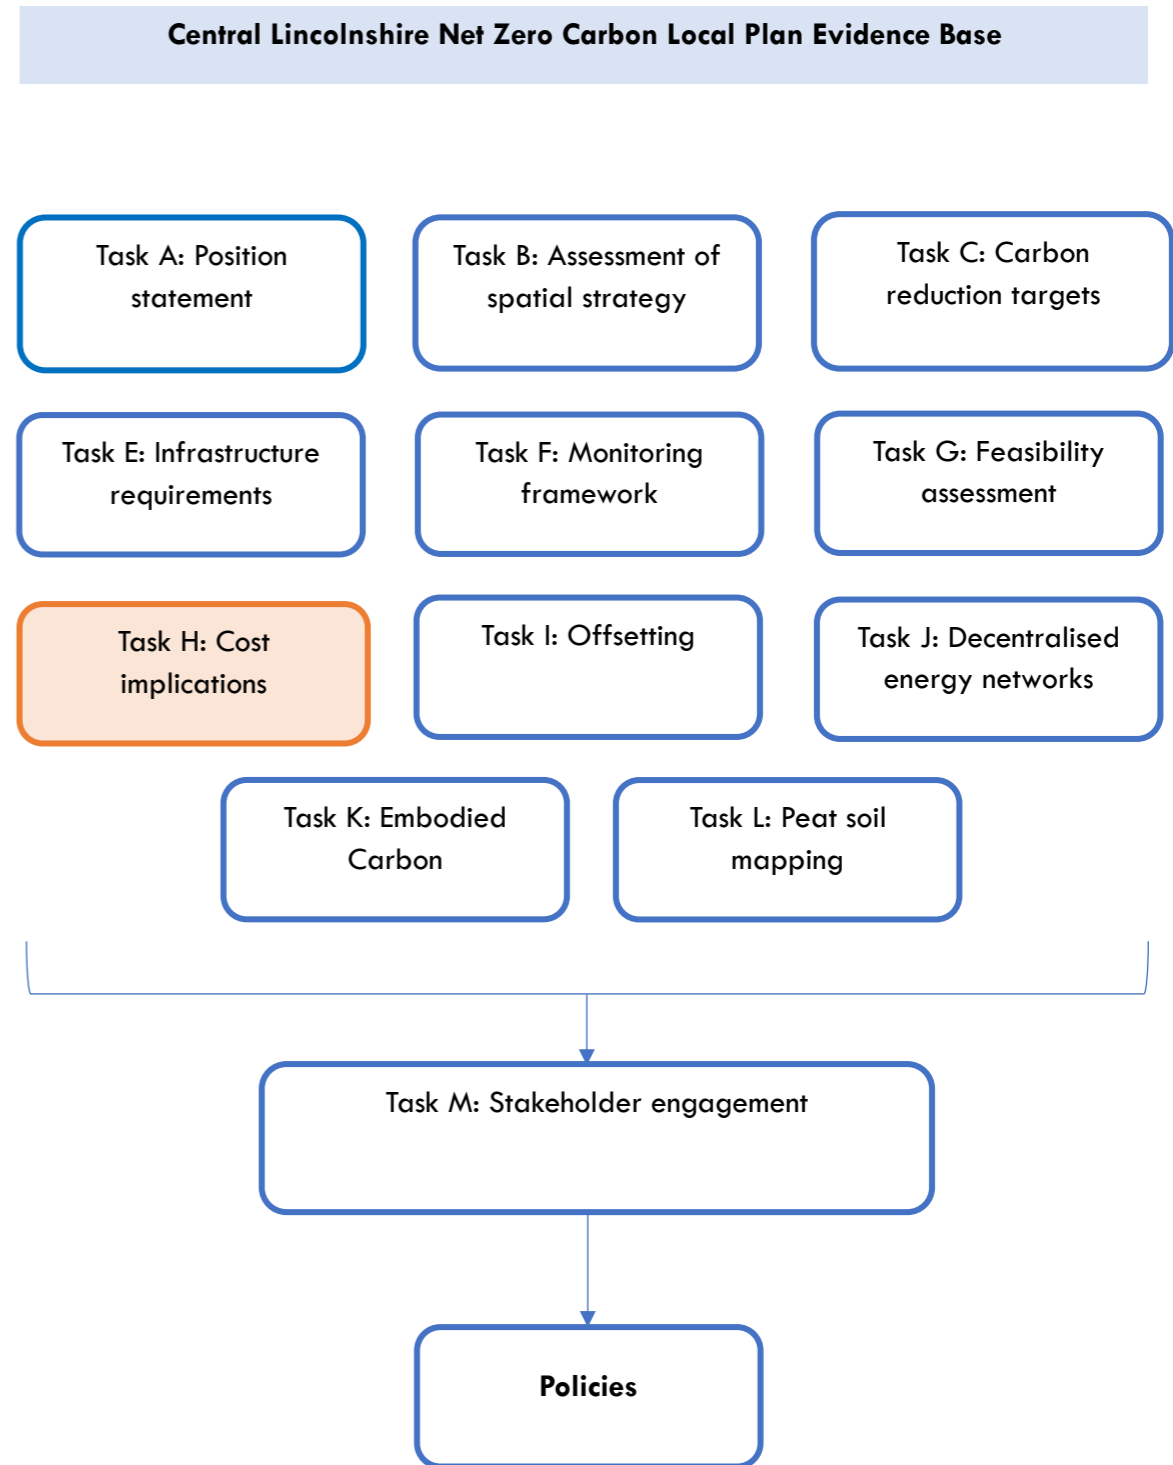 Central Lincolnshire Net Zero Carbon Local Plan Evidence Base
Task A: Position
statement
Task B: Assessment of
spatial strategy
Task C: Carbon
reduction targets
Task E: Infrastructure
requirements
Task F: Monitoring
framework
Task G: Feasibility
assessment
Task H: Cost
implications
Task I: Offsetting
Task J: Decentralised
energy networks
Task K: Embodied
Carbon
Task L: Peat soil
mapping
Task M: Stakeholder engagement
Policies